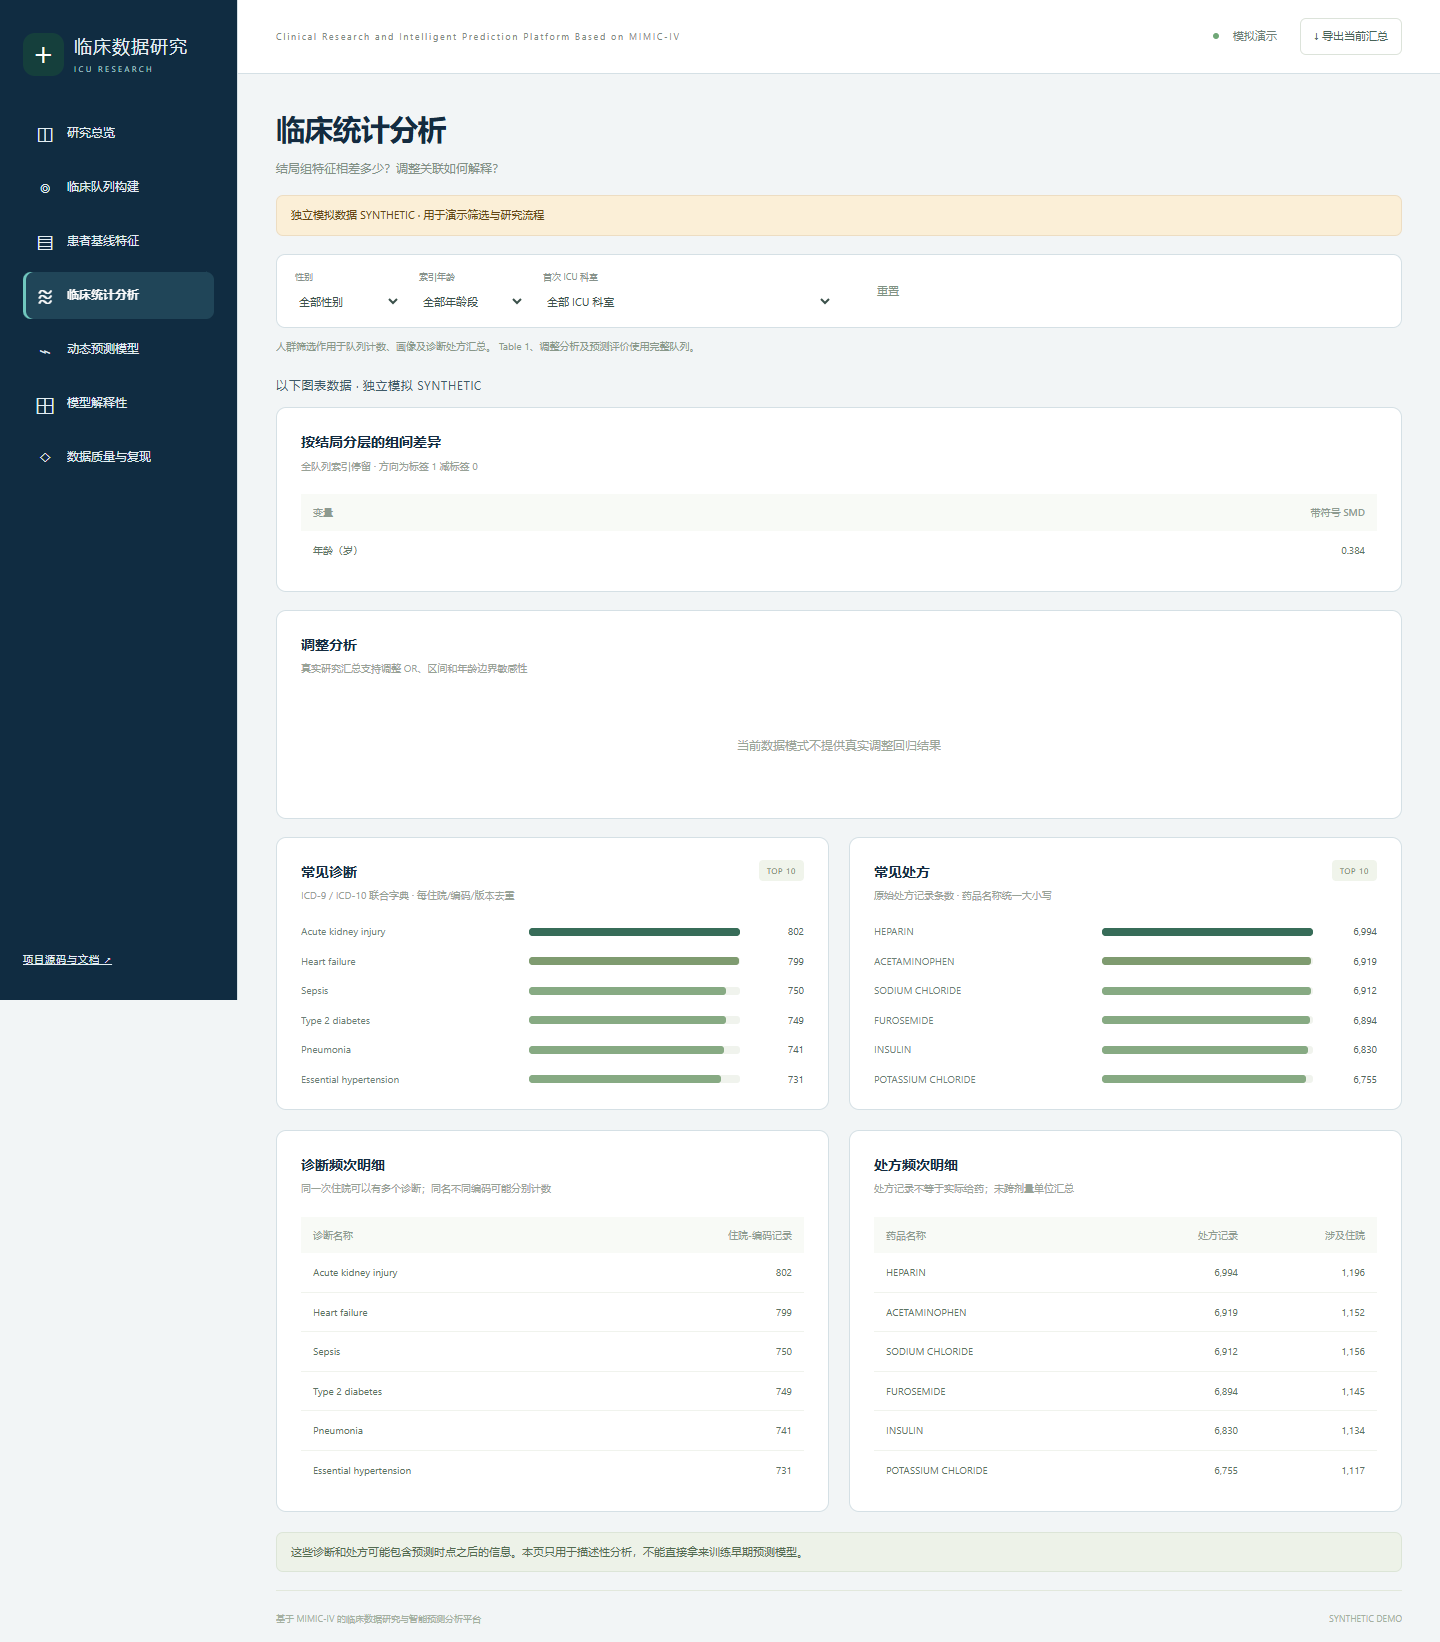 临床数据研究
ICU RESEARCH
研究总览
临床队列构建
患者基线特征
临床统计分析
动态预测模型
模型解释性
数据质量与复现
项目源码与文档 ↗
Clinical Research and Intelligent Prediction Platform Based on MIMIC-IV
模拟演示
↓ 导出当前汇总
临床统计分析
结局组特征相差多少？调整关联如何解释？
独立模拟数据 SYNTHETIC · 用于演示筛选与研究流程
性别
索引年龄
首次 ICU 科室
全部性别
全部年龄段
全部 ICU 科室
重置
人群筛选作用于队列计数、画像及诊断处方汇总。 Table 1、调整分析及预测评价使用完整队列。
以下图表数据 · 独立模拟 SYNTHETIC
按结局分层的组间差异
全队列索引停留 · 方向为标签 1 减标签 0
变量 带符号 SMD
年龄（岁） 0.384
调整分析
真实研究汇总支持调整 OR、区间和年龄边界敏感性
当前数据模式不提供真实调整回归结果
常见诊断
TOP 10
ICD-9 / ICD-10 联合字典 · 每住院/编码/版本去重
Acute kidney injury 802
Heart failure 799
Sepsis 750
Type 2 diabetes 749
Pneumonia 741
Essential hypertension 731
常见处方
TOP 10
原始处方记录条数 · 药品名称统一大小写
HEPARIN 6,994
ACETAMINOPHEN 6,919
SODIUM CHLORIDE 6,912
FUROSEMIDE 6,894
INSULIN 6,830
POTASSIUM CHLORIDE 6,755
诊断频次明细
同一次住院可以有多个诊断；同名不同编码可能分别计数
诊断名称 住院-编码记录
Acute kidney injury 802
Heart failure 799
Sepsis 750
Type 2 diabetes 749
Pneumonia 741
Essential hypertension 731
处方频次明细
处方记录不等于实际给药；未跨剂量单位汇总
药品名称 处方记录 涉及住院
HEPARIN 6,994 1,196
ACETAMINOPHEN 6,919 1,152
SODIUM CHLORIDE 6,912 1,156
FUROSEMIDE 6,894 1,145
INSULIN 6,830 1,134
POTASSIUM CHLORIDE 6,755 1,117
这些诊断和处方可能包含预测时点之后的信息。本页只用于描述性分析，不能直接拿来训练早期预测模型。
基于 MIMIC-IV 的临床数据研究与智能预测分析平台
SYNTHETIC DEMO